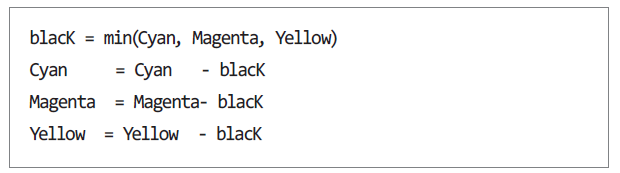 blacK = min(Cyan, Magenta, Yellow)
Cyan     = Cyan   - blacK
Magenta  = Magenta- blacK
Yellow  = Yellow  - blacK